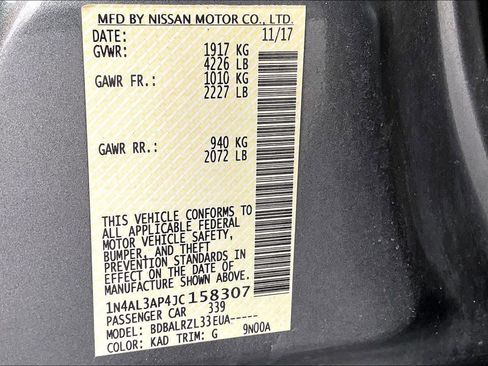 MFD BY NISSAN MOTOR CO., LTD.
DATE: 11/17
GVWR: 1917 KG
4226 LB
GAWR FR.: 1010 KG
2227 LB
GAWR RR.: 940 KG
2072 LB
THIS VEHICLE CONFORMS TO
ALL APPLICABLE FEDERAL
MOTOR VEHICLE SAFETY,
BUMPER, AND THEFT
PREVENTION STANDARDS IN
EFFECT ON THE DATE OF
MANUFACTURE SHOWN ABOVE.
1N4AL3AP4JC158307
PASSENGER CAR 339
MODEL: BDBALRZL33EUA-----
COLOR: KAD TRIM: G 9N00A